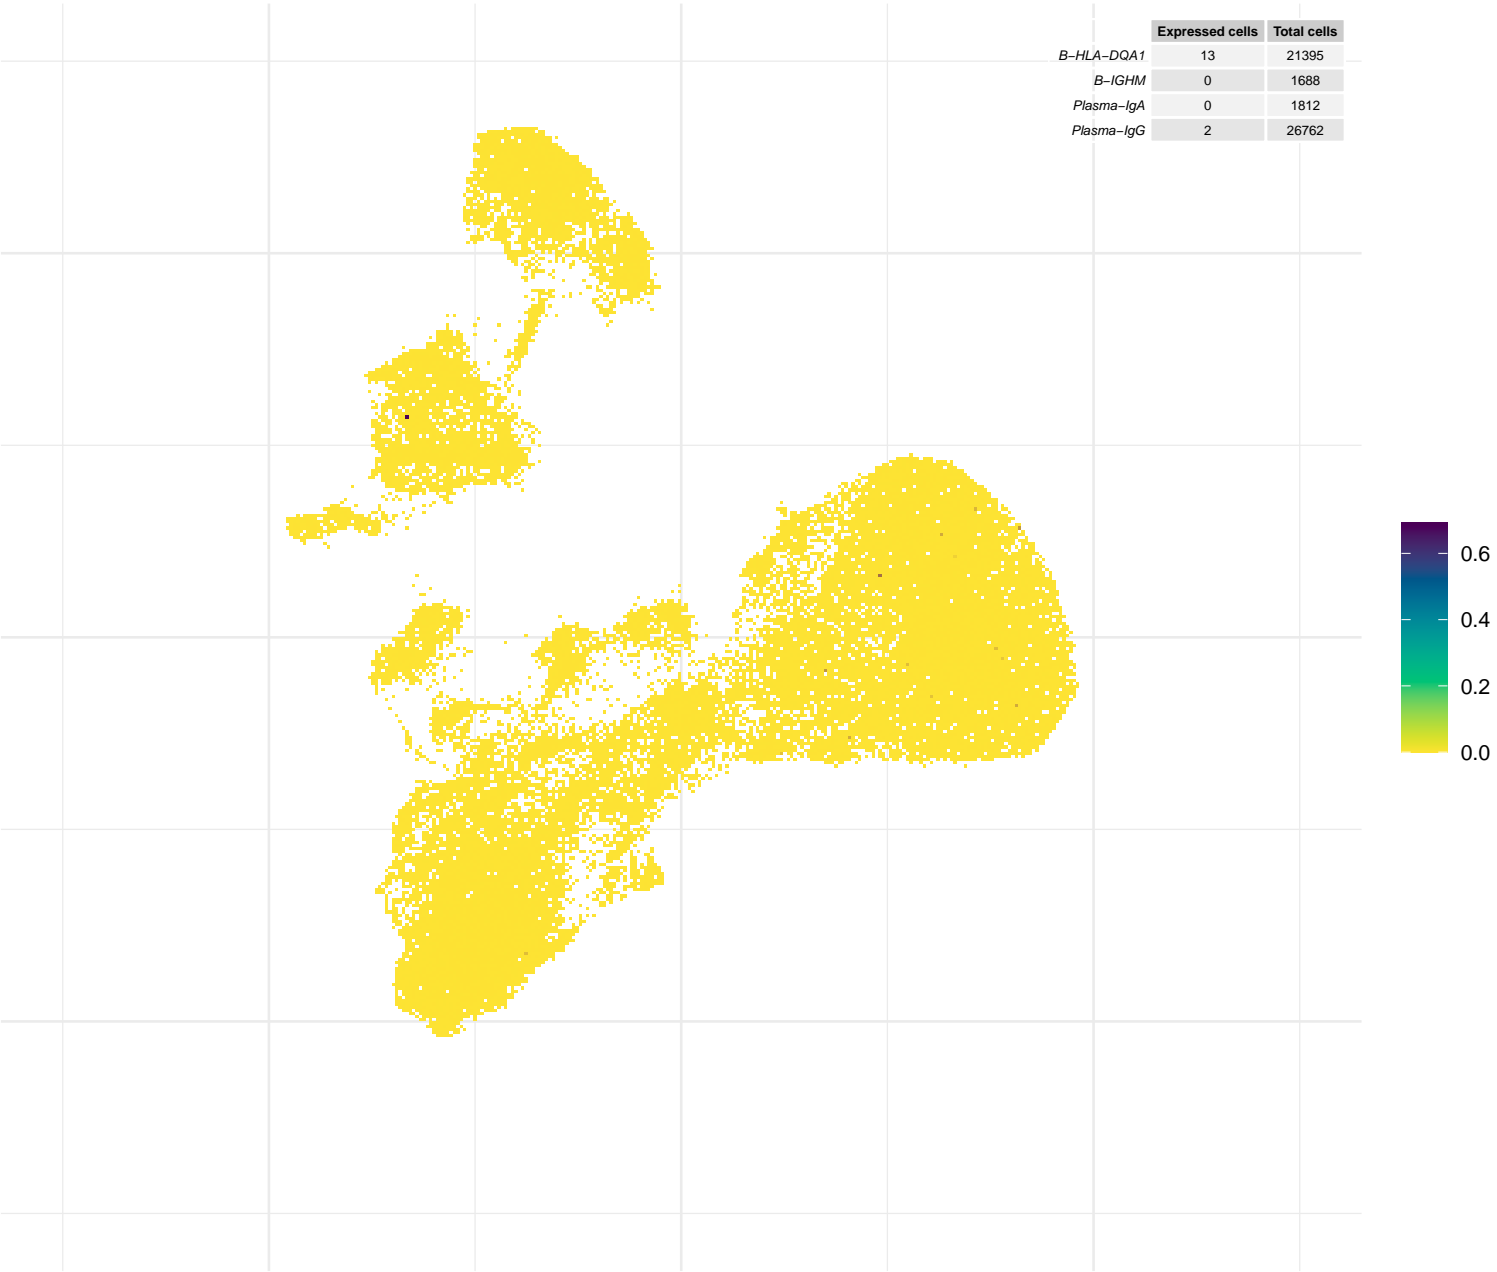 Expressed cells Total cells
B-HLA-DQA1 13 21395
B-IGHM 0 1688
Plasma-IgA 0 1812
Plasma-IgG 2 26762
0.6
0.4
0.2
0.0